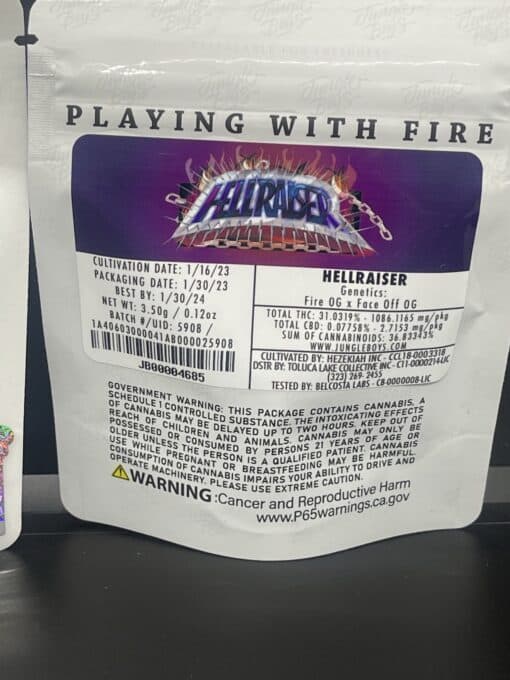 RESEALABLE FOR FRESHNESS
PLAYING WITH FIRE
HELLRAISER
CULTIVATION DATE: 1/16/23
PACKAGING DATE: 1/30/23
BEST BY: 1/30/24
NET WT: 3.50g / 0.12oz
BATCH #/UID: 5908 /
1A4060300041AB000025908
JB00004685
HELLRAISER
Genetics:
Fire OG x Face Off OG
TOTAL THC: 31.0319% - 1086.1165 mg/pkg
TOTAL CBD: 0.07758% - 2.7153 mg/pkg
SUM OF CANNABINOIDS: 36.83343%
WWW.JUNGLEBOYS.COM
CULTIVATED BY: HEZEKIAH INC - CCL18-0003318
DSTR BY: TOLUCA LAKE COLLECTIVE INC - C11-0000214-LIC
(323) 269-2455
TESTED BY: BELCOSTA LABS - C8-0000008-LIC
GOVERNMENT WARNING: THIS PACKAGE CONTAINS CANNABIS, A
SCHEDULE 1 CONTROLLED SUBSTANCE. THE INTOXICATING EFFECTS
OF CANNABIS MAY BE DELAYED UP TO TWO HOURS. KEEP OUT OF
REACH OF CHILDREN AND ANIMALS. CANNABIS MAY ONLY BE
POSSESSED OR CONSUMED BY PERSONS 21 YEARS OF AGE OR
OLDER UNLESS THE PERSON IS A QUALIFIED PATIENT. CANNABIS
USE WHILE PREGNANT OR BREASTFEEDING MAY BE HARMFUL.
CONSUMPTION OF CANNABIS IMPAIRS YOUR ABILITY TO DRIVE AND
OPERATE MACHINERY. PLEASE USE EXTREME CAUTION.
WARNING:Cancer and Reproductive Harm
www.P65warnings.ca.gov